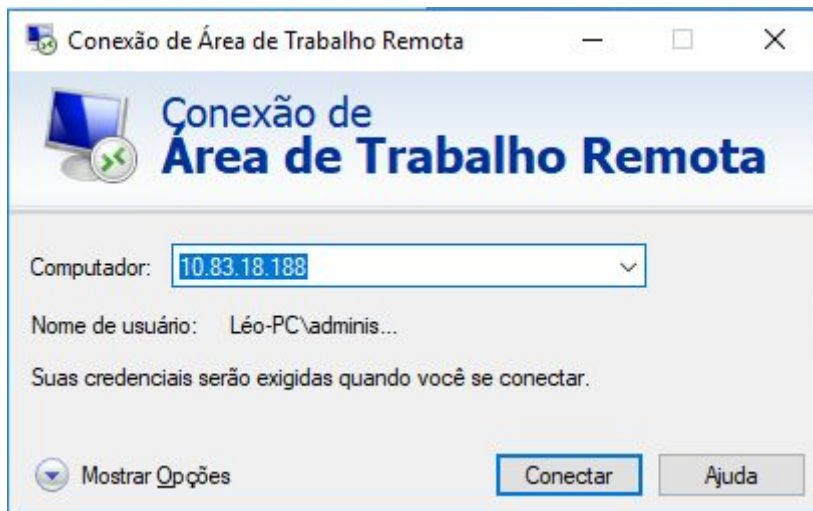 Conexão de Área de Trabalho Remota
Conexão de
Área de Trabalho Remota
Computador: 10.83.18.188
Nome de usuário: Léo-PC\adminis...
Suas credenciais serão exigidas quando você se conectar.
Mostrar Opções Conectar Ajuda